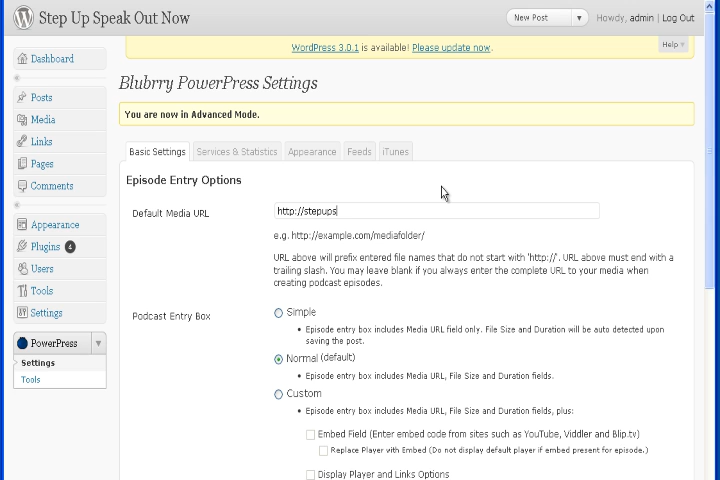 Step Up Speak Out Now
New Post
Howdy, admin | Log Out
WordPress 3.0.1 is available! Please update now.
Help
Dashboard
Posts
Media
Links
Pages
Comments
Appearance
Plugins 4
Users
Tools
Settings
PowerPress
Settings
Tools
Blubrry PowerPress Settings
You are now in Advanced Mode.
Basic Settings
Services & Statistics
Appearance
Feeds
iTunes
Episode Entry Options
Default Media URL
http://stepups
e.g. http://example.com/mediafolder/
URL above will prefix entered file names that do not start with 'http://'. URL above must end with a
trailing slash. You may leave blank if you always enter the complete URL to your media when
creating podcast episodes.
Podcast Entry Box
Simple
• Episode entry box includes Media URL field only. File Size and Duration will be auto detected upon
saving the post.
Normal (default)
• Episode entry box includes Media URL, File Size and Duration fields.
Custom
• Episode entry box includes Media URL, File Size and Duration fields, plus:
Embed Field (Enter embed code from sites such as YouTube, Viddler and Blip.tv)
Replace Player with Embed (Do not display default player if embed present for episode.)
Display Player and Links Options